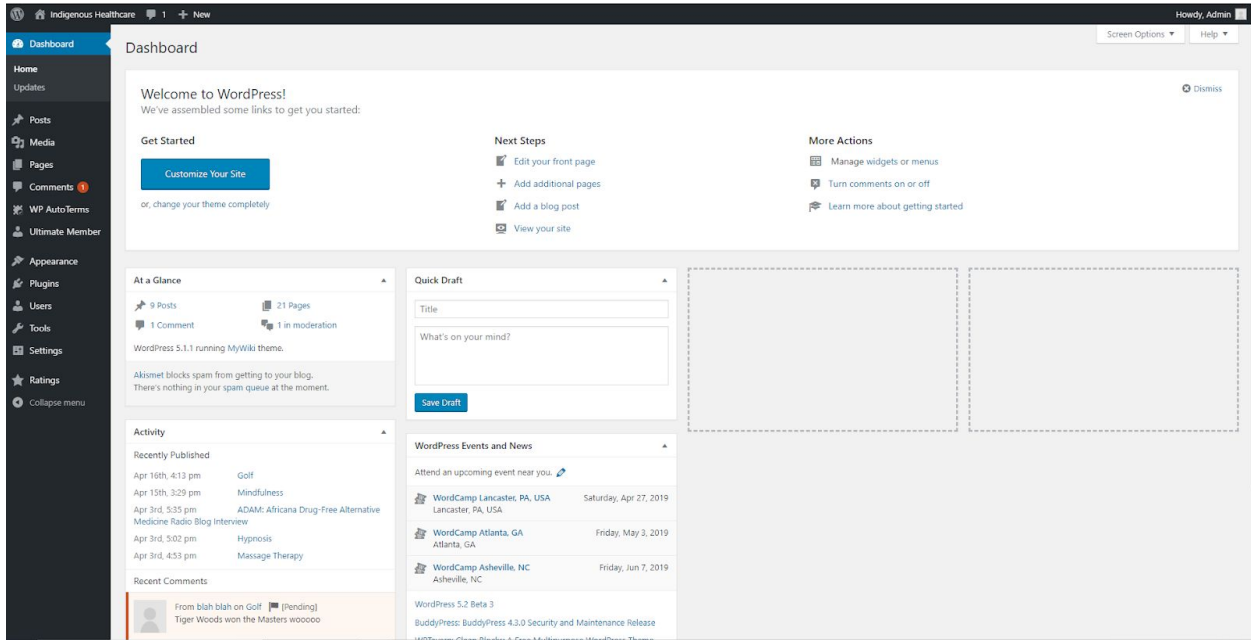 Indigenous Healthcare 1 New Howdy, Admin
Screen Options Help
Dashboard
Home
Updates
Posts
Media
Pages
Comments 1
WP AutoTerms
Ultimate Member
Appearance
Plugins
Users
Tools
Settings
Ratings
Collapse menu
Dashboard
Welcome to WordPress!
We've assembled some links to get you started:
Dismiss
Get Started
Customize Your Site
or, change your theme completely
Next Steps
Edit your front page
Add additional pages
Add a blog post
View your site
More Actions
Manage widgets or menus
Turn comments on or off
Learn more about getting started
At a Glance
9 Posts 21 Pages
1 Comment 1 in moderation
WordPress 5.1.1 running MyWiki theme.
Akismet blocks spam from getting to your blog.
There's nothing in your spam queue at the moment.
Activity
Recently Published
Apr 16th, 4:13 pm Golf
Apr 15th, 3:29 pm Mindfulness
Apr 3rd, 5:35 pm ADAM: Africana Drug-Free Alternative
Medicine Radio Blog Interview
Apr 3rd, 5:02 pm Hypnosis
Apr 3rd, 4:53 pm Massage Therapy
Recent Comments
From blah blah on Golf [Pending]
Tiger Woods won the Masters wooooo
Quick Draft
Title
What's on your mind?
Save Draft
WordPress Events and News
Attend an upcoming event near you.
WordCamp Lancaster, PA, USA Saturday, Apr 27, 2019
Lancaster, PA, USA
WordCamp Atlanta, GA Friday, May 3, 2019
Atlanta, GA
WordCamp Asheville, NC Friday, Jun 7, 2019
Asheville, NC
WordPress 5.2 Beta 3
BuddyPress: BuddyPress 4.3.0 Security and Maintenance Release